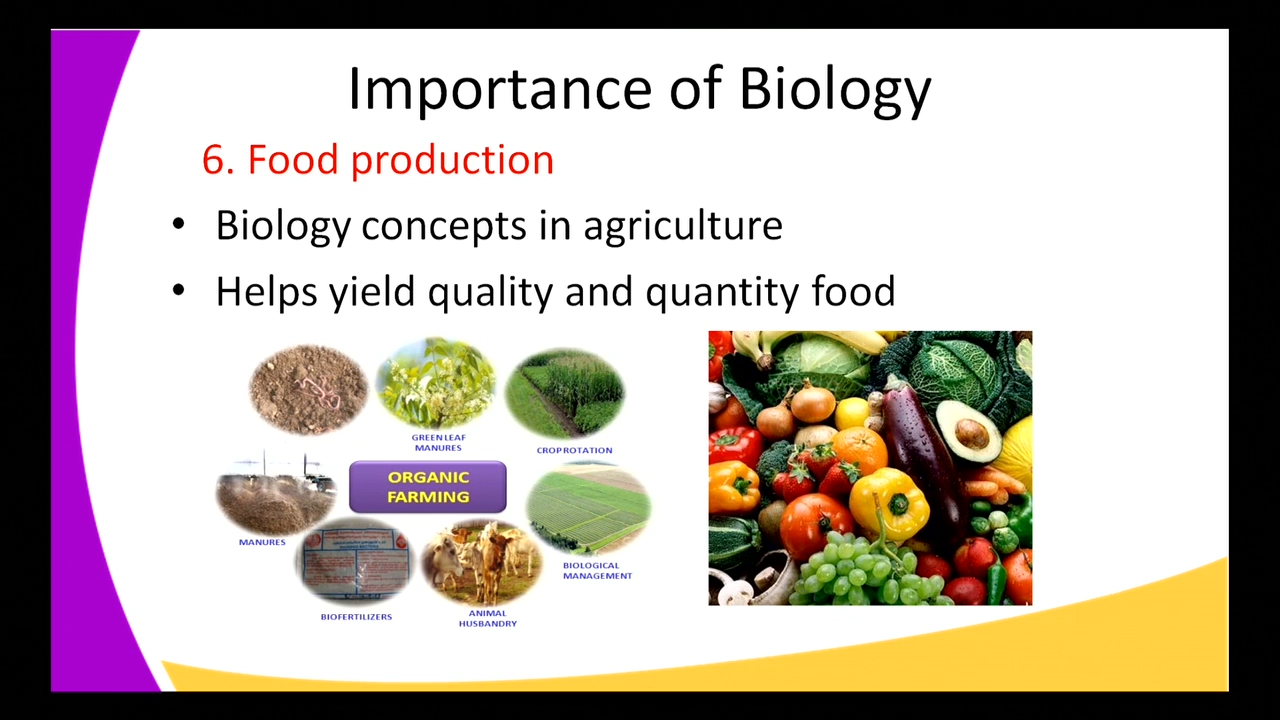 Importance of Biology
6. Food production
• Biology concepts in agriculture
• Helps yield quality and quantity food
GREEN LEAF
MANURES
CROP ROTATION
ORGANIC
FARMING
MANURES
BIOLOGICAL
MANAGEMENT
BIOFERTILIZERS
ANIMAL
HUSBANDRY